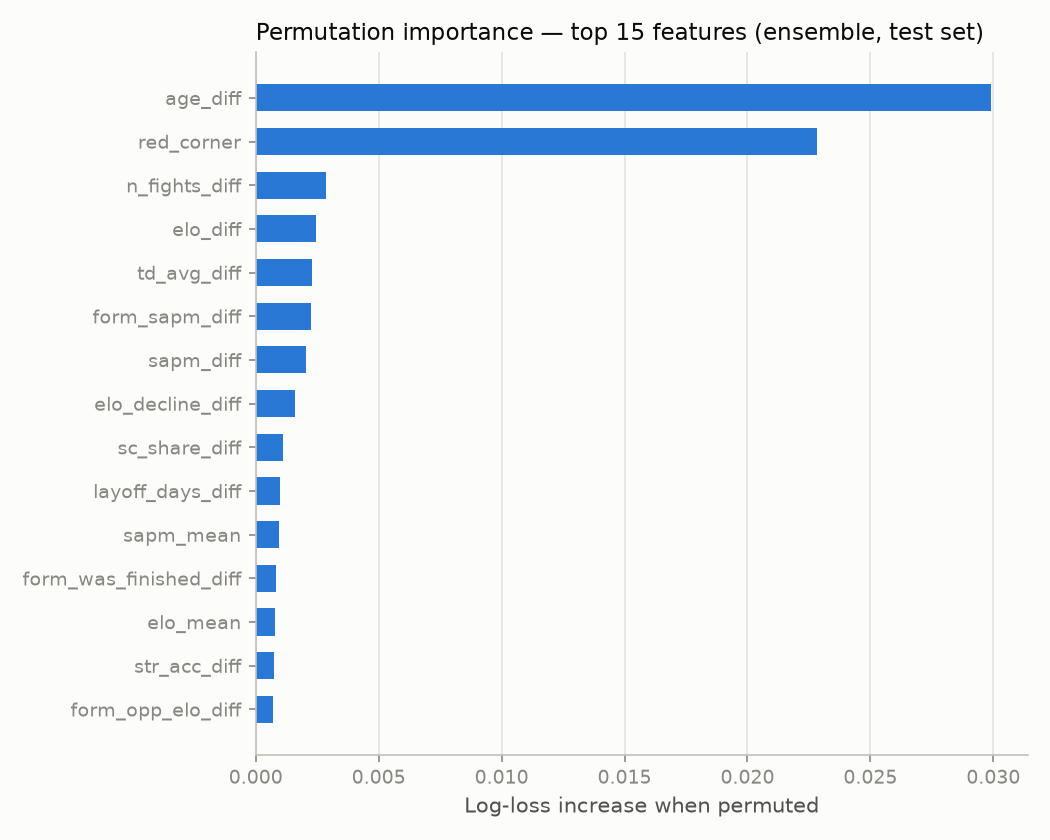 Permutation importance — top 15 features (ensemble, test set)
age_diff
red_corner
n_fights_diff
elo_diff
td_avg_diff
form_sapm_diff
sapm_diff
elo_decline_diff
sc_share_diff
layoff_days_diff
sapm_mean
form_was_finished_diff
elo_mean
str_acc_diff
form_opp_elo_diff
0.000 0.005 0.010 0.015 0.020 0.025 0.030
Log-loss increase when permuted